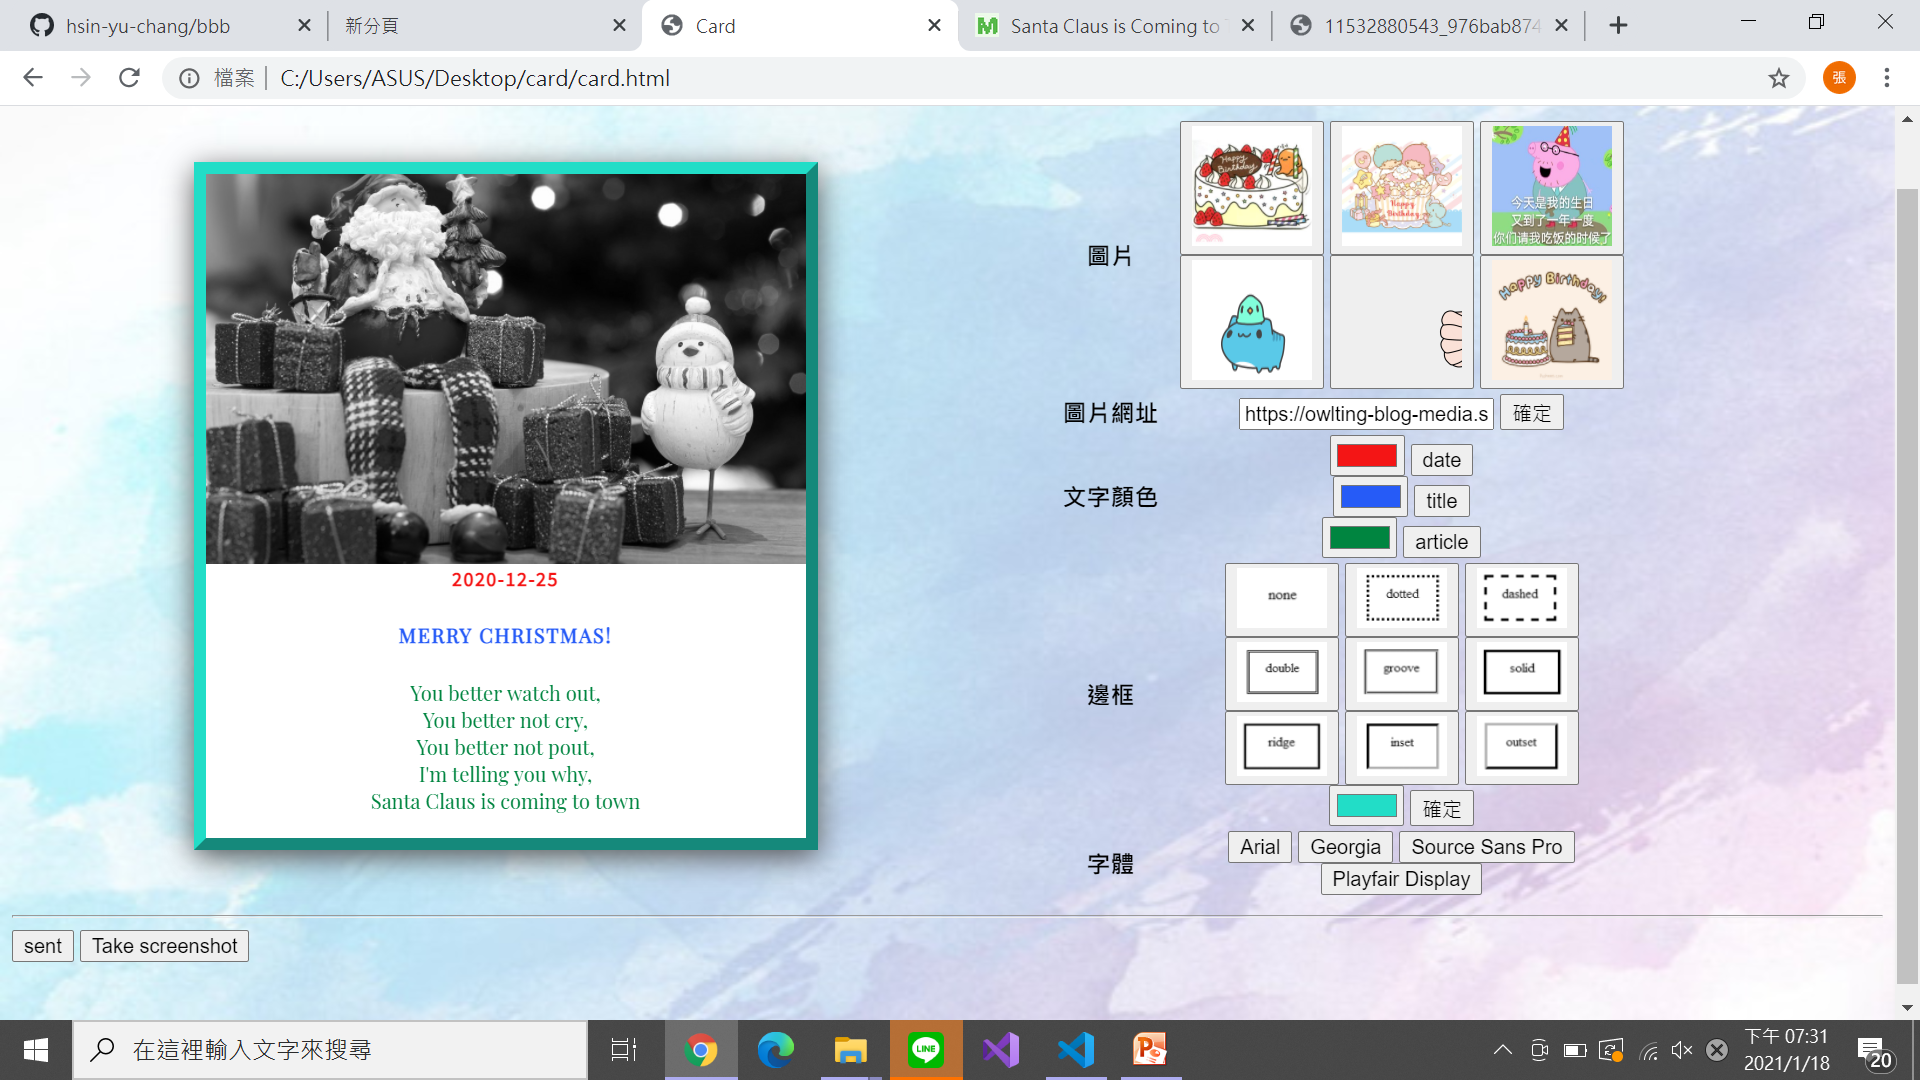 hsin-yu-chang/bbb
新分頁
Card
Santa Claus is Coming to
11532880543_976bab874
檔案
C:/Users/ASUS/Desktop/card/card.html
張
Happy Birthday
Happy Birthday
今天是我的生日
又到了一年一度
你们请我吃饭的时候了
圖片
Happy Birthday!
圖片網址
https://owlting-blog-media.s
確定
date
文字顏色
title
article
none
dotted
dashed
double
groove
solid
邊框
ridge
inset
outset
確定
字體
Arial
Georgia
Source Sans Pro
Playfair Display
2020-12-25
MERRY CHRISTMAS!
You better watch out,
You better not cry,
You better not pout,
I'm telling you why,
Santa Claus is coming to town
sent
Take screenshot
在這裡輸入文字來搜尋
LINE
下午 07:31
2021/1/18
20